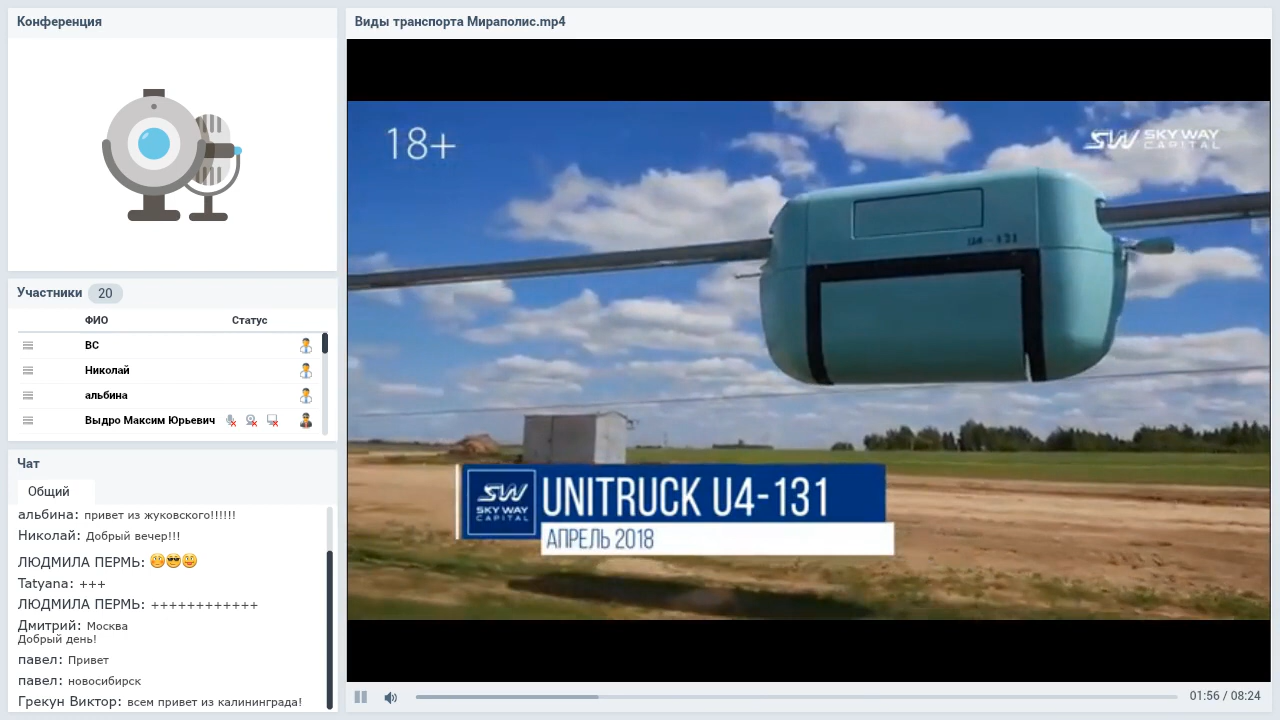 Конференция
Участники 20
ФИО Статус
ВС
Николай
альбина
Выдро Максим Юрьевич
Чат
Общий
альбина: привет из жуковского!!!!!!
Николай: Добрый вечер!!!
ЛЮДМИЛА ПЕРМЬ:
Tatyana: +++
ЛЮДМИЛА ПЕРМЬ: ++++++++++++
Дмитрий: Москва
Добрый день!
павел: Привет
павел: новосибирск
Грекун Виктор: всем привет из калининграда!
Виды транспорта Мираполис.mp4
18+
SW SKY WAY
CAPITAL
U4-131
SW
SKY WAY
CAPITAL
UNITRUCK U4-131
АПРЕЛЬ 2018
01:56 / 08:24